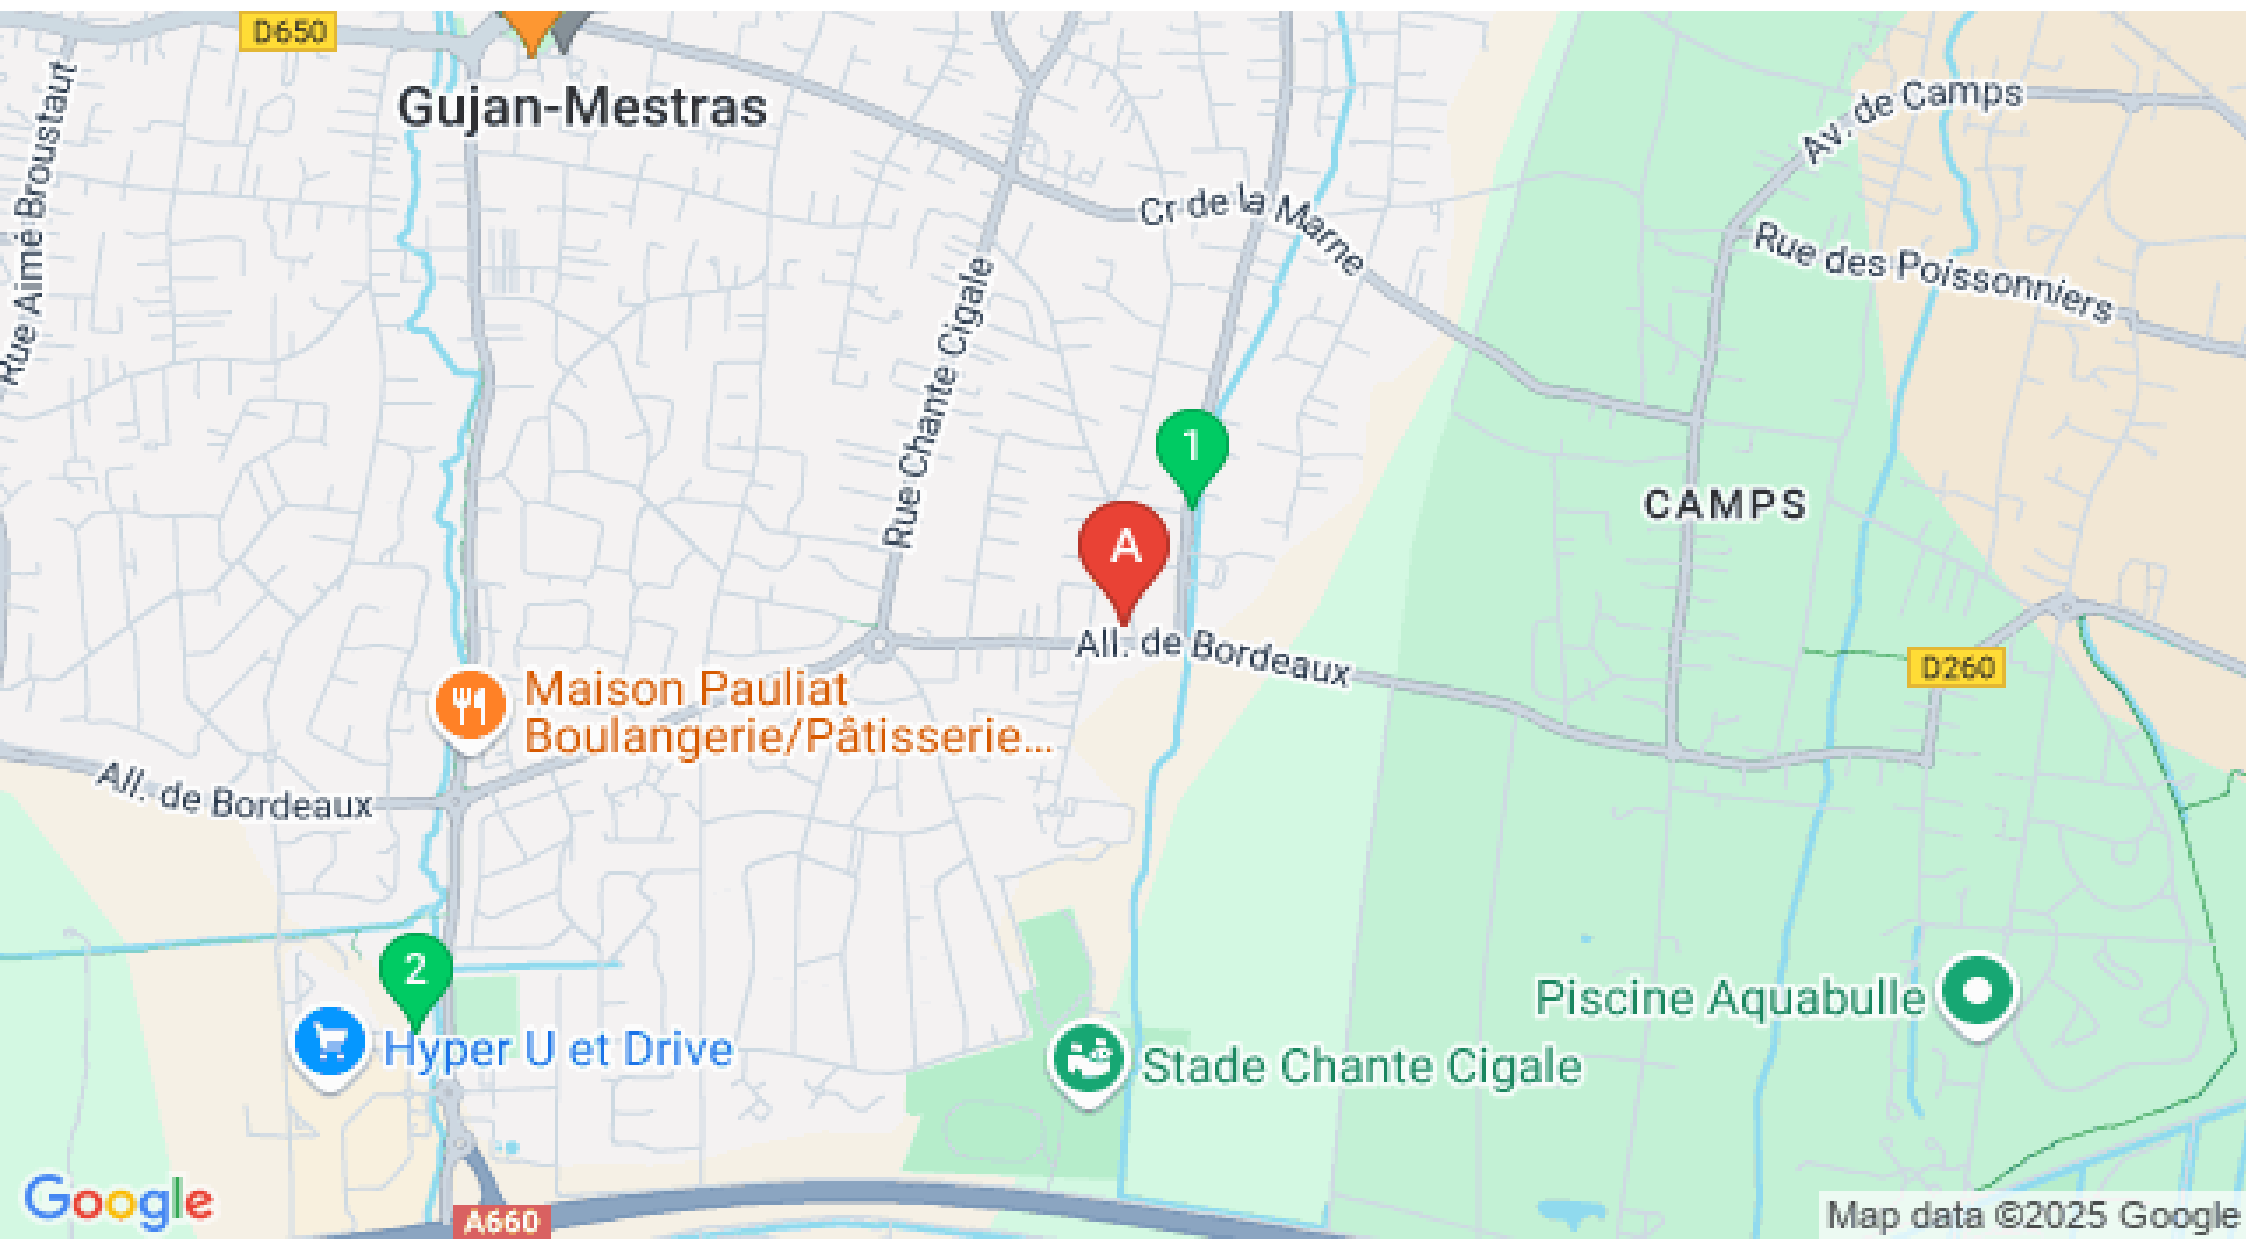 D650
Gujan-Mestras
Rue Aimé Broustaut
Av. de Camps
Cr de la Marne
Rue des Poissonniers
Rue Chante Cigale
1
CAMPS
A
All. de Bordeaux
D260
Maison Pauliat
Boulangerie/Pâtisserie...
All. de Bordeaux
2
Piscine Aquabulle
Hyper U et Drive
Stade Chante Cigale
Google
A660
Map data ©2025 Google